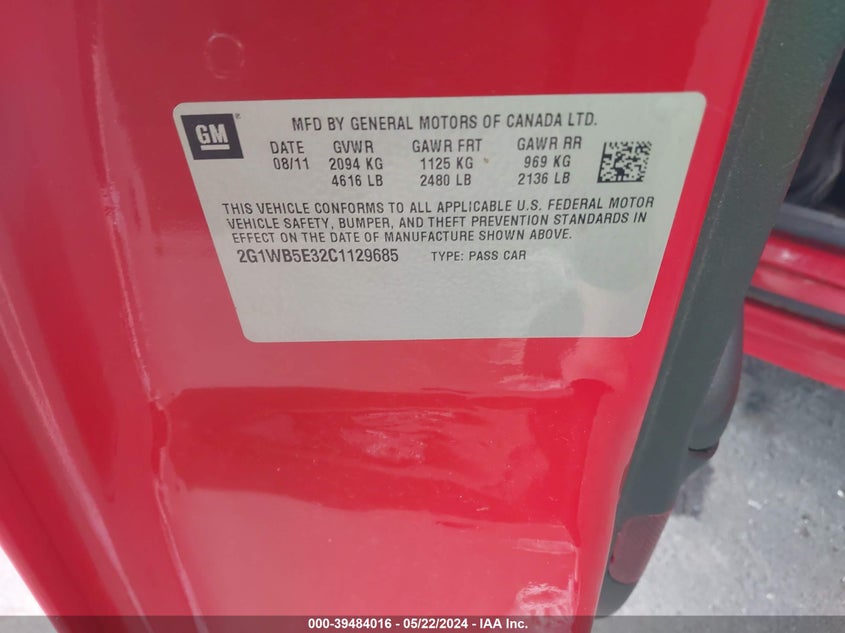 GM
MFD BY GENERAL MOTORS OF CANADA LTD.
DATE GVWR GAWR FRT GAWR RR
08/11 2094 KG 1125 KG 969 KG
4616 LB 2480 LB 2136 LB
THIS VEHICLE CONFORMS TO ALL APPLICABLE U.S. FEDERAL MOTOR
VEHICLE SAFETY, BUMPER, AND THEFT PREVENTION STANDARDS IN
EFFECT ON THE DATE OF MANUFACTURE SHOWN ABOVE.
2G1WB5E32C1129685 TYPE: PASS CAR
000-39484016 - 05/22/2024 - IAA Inc.